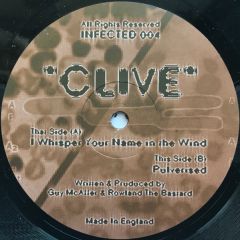 All Rights Reserved
INFECTED 004
"CLIVE"
That Side (A)
I Whisper Your Name in the Wind
This Side (B)
Pulverised
Written & Produced by
Guy McAffer & Rowland The Bastard
Made In England